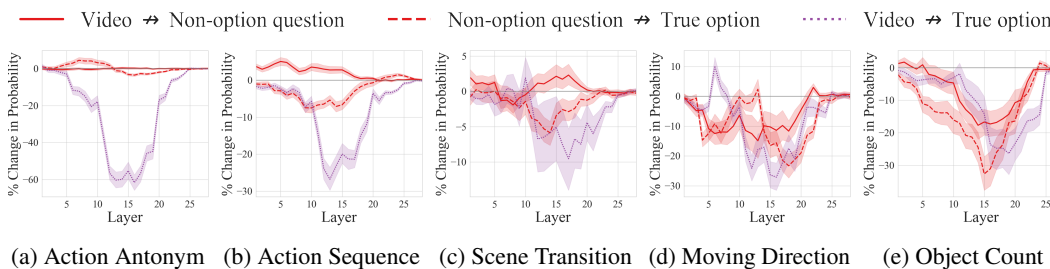 Video ↛ Non-option question Non-option question ↛ True option Video ↛ True option
% Change in Probability
0
−20
−40
−60
5 10 15 20 25
Layer
% Change in Probability
0
−10
−20
−30
5 10 15 20 25
Layer
% Change in Probability
0
−5
−10
5 10 15 20 25
Layer
% Change in Probability
10
0
−10
−20
−30
5 10 15 20 25
Layer
% Change in Probability
0
−10
−20
−30
5 10 15 20 25
Layer
(a) Action Antonym (b) Action Sequence (c) Scene Transition (d) Moving Direction (e) Object Count